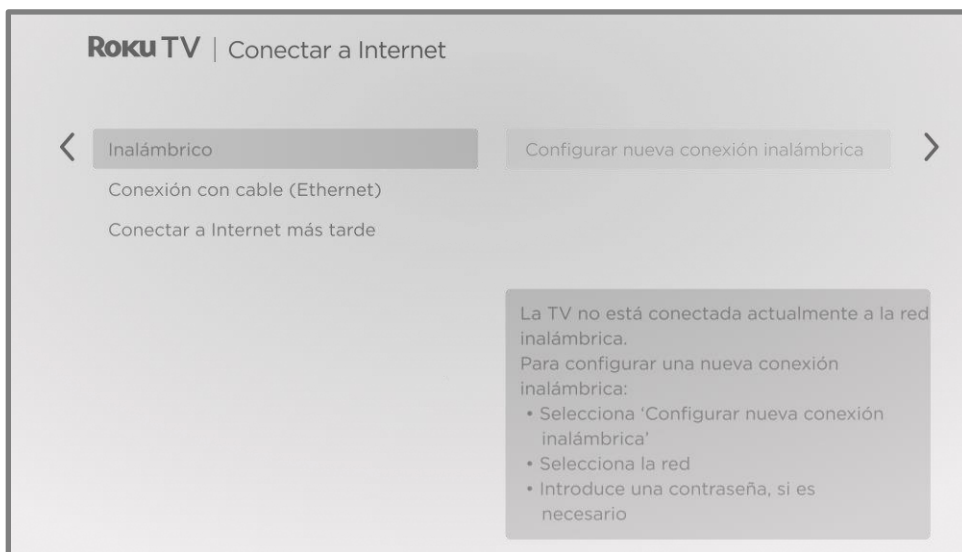 Roku TV | Conectar a Internet
Inalámbrico
Configurar nueva conexión inalámbrica
Conexión con cable (Ethernet)
Conectar a Internet más tarde
La TV no está conectada actualmente a la red
inalámbrica.
Para configurar una nueva conexión
inalámbrica:
• Selecciona ‘Configurar nueva conexión
inalámbrica’
• Selecciona la red
• Introduce una contraseña, si es
necesario